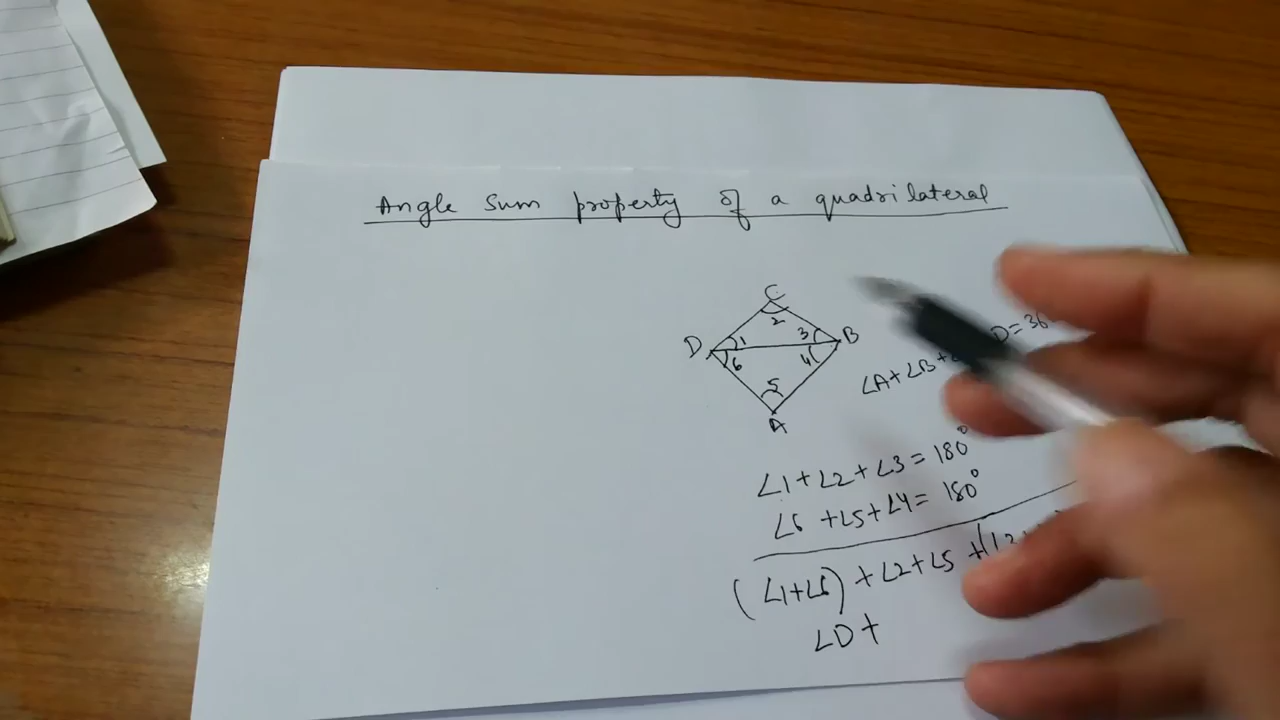 Angle Sum property of a quadrilateral
C
2
D 1 3 B
6 4
5
A
∠A+∠B+ D=36
∠1+∠2+∠3=180°
∠6+∠5+∠4=180°
(∠1+∠6)+∠2+∠5+(∠3
∠D+